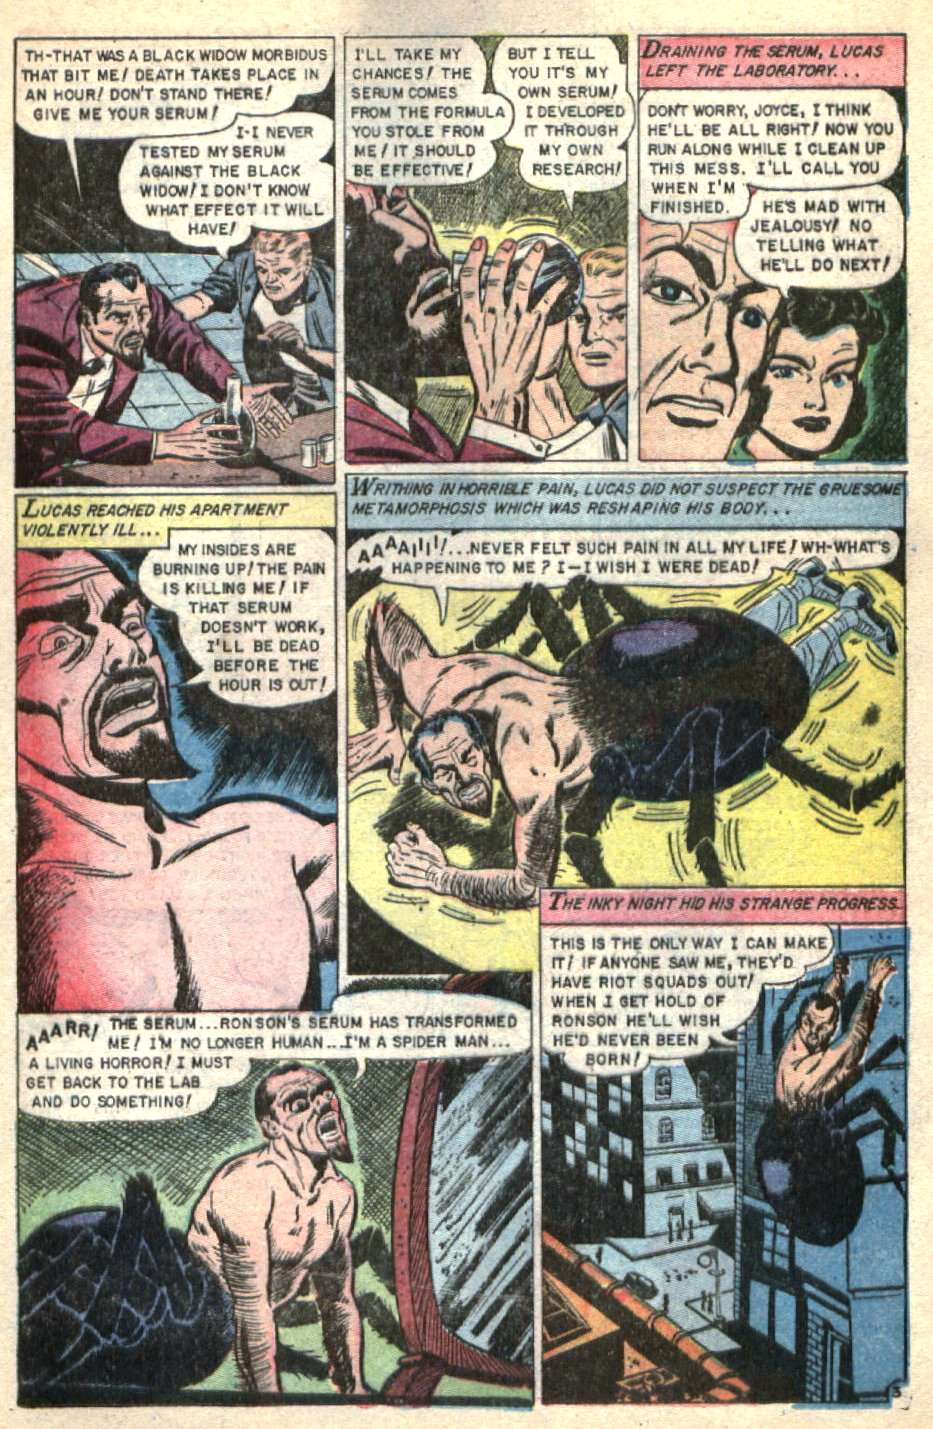 TH-THAT WAS A BLACK WIDOW MORBIDUS
THAT BIT ME! DEATH TAKES PLACE IN
AN HOUR! DON'T STAND THERE!
GIVE ME YOUR SERUM!
I-I NEVER
TESTED MY SERUM
AGAINST THE BLACK
WIDOW! I DON'T KNOW
WHAT EFFECT IT WILL
HAVE!
I'LL TAKE MY
CHANCES! THE
SERUM COMES
FROM THE FORMULA
YOU STOLE FROM
ME! IT SHOULD
BE EFFECTIVE!
BUT I TELL
YOU IT'S MY
OWN SERUM!
I DEVELOPED
IT THROUGH
MY OWN
RESEARCH!
DRAINING THE SERUM, LUCAS
LEFT THE LABORATORY...
DON'T WORRY, JOYCE, I THINK
HE'LL BE ALL RIGHT! NOW YOU
RUN ALONG WHILE I CLEAN UP
THIS MESS. I'LL CALL YOU
WHEN I'M
FINISHED.
HE'S MAD WITH
JEALOUSY! NO
TELLING WHAT
HE'LL DO NEXT!
LUCAS REACHED HIS APARTMENT
VIOLENTLY ILL...
MY INSIDES ARE
BURNING UP! THE PAIN
IS KILLING ME! IF
THAT SERUM
DOESN'T WORK,
I'LL BE DEAD
BEFORE THE
HOUR IS OUT!
WRITHING IN HORRIBLE PAIN, LUCAS DID NOT SUSPECT THE GRUESOME
METAMORPHOSIS WHICH WAS RESHAPING HIS BODY...
AAAAIIII!...NEVER FELT SUCH PAIN IN ALL MY LIFE! WH-WHAT'S
HAPPENING TO ME? I-I WISH I WERE DEAD!
AAARR! THE SERUM...RONSON'S SERUM HAS TRANSFORMED
ME! I'M NO LONGER HUMAN...I'M A SPIDER MAN...
A LIVING HORROR! I MUST
GET BACK TO THE LAB
AND DO SOMETHING!
THE INKY NIGHT HID HIS STRANGE PROGRESS...
THIS IS THE ONLY WAY I CAN MAKE
IT! IF ANYONE SAW ME, THEY'D
HAVE RIOT SQUADS OUT!
WHEN I GET HOLD OF
RONSON HE'LL WISH
HE'D NEVER BEEN
BORN!
3